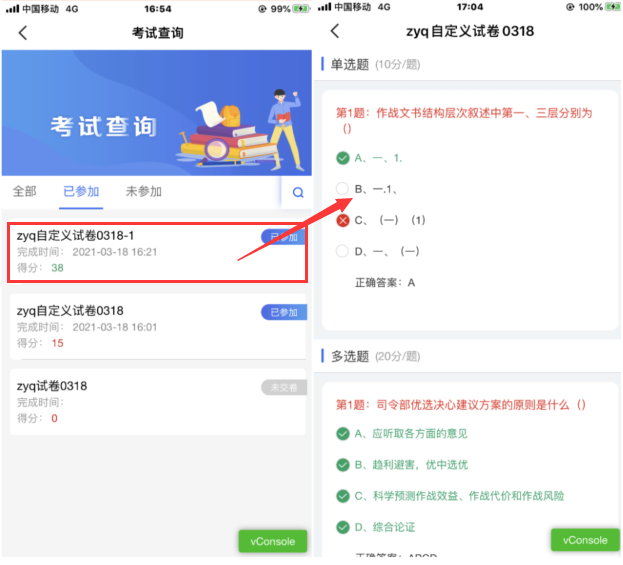 中国移动 4G 16:54 99%
考试查询
考试查询
全部 已参加 未参加
zyq自定义试卷0318-1
已参加
完成时间： 2021-03-18 16:21
得分： 38
zyq自定义试卷0318
已参加
完成时间： 2021-03-18 16:01
得分： 15
zyq试卷0318
未交卷
完成时间：
得分： 0
vConsole
中国移动 4G 17:04 100%
zyq自定义试卷0318
单选题 (10分/题)
第1题：作战文书结构层次叙述中第一、三层分别为
()
A、一、1.
B、一.1、
C、（一）（1）
D、一、（一）
正确答案：A
多选题 (20分/题)
第1题：司令部优选决心建议方案的原则是什么（）
A、应听取各方面的意见
B、趋利避害，优中选优
C、科学预测作战效益、作战代价和作战风险
D、综合论证
正确答案：ABCD
vConsole